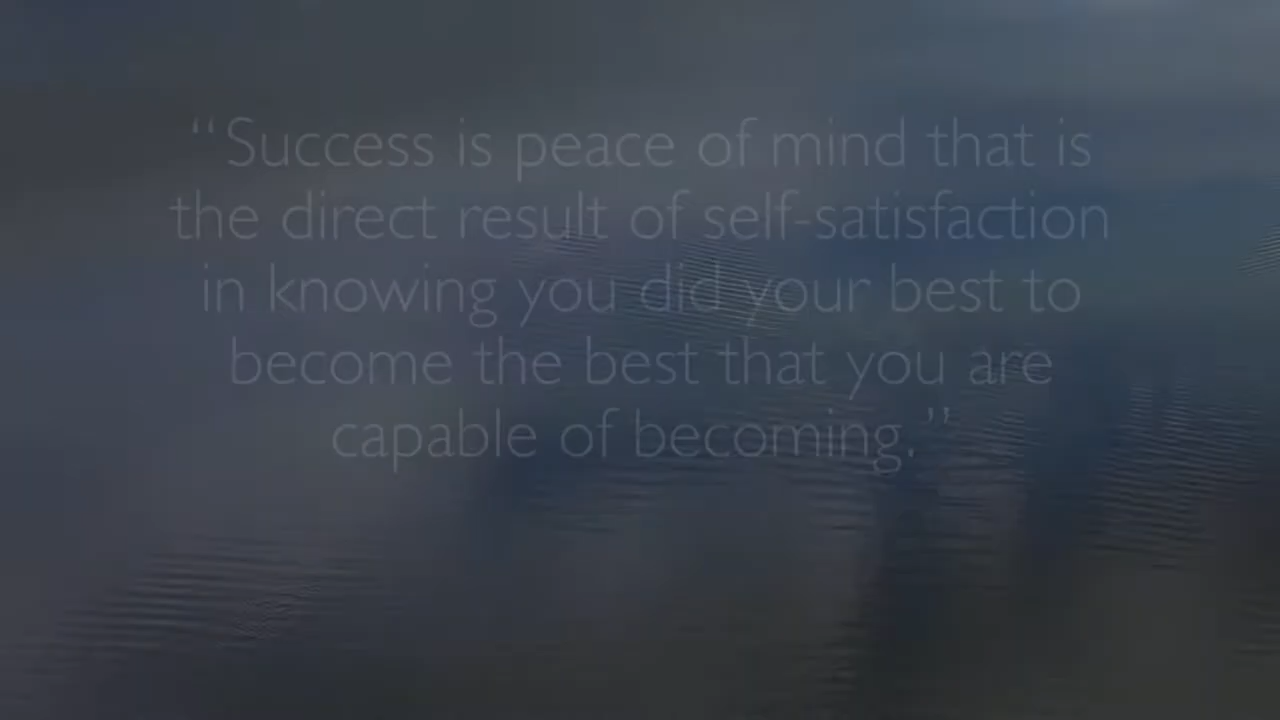 “Success is peace of mind that is
the direct result of self-satisfaction
in knowing you did your best to
become the best that you are
capable of becoming.”